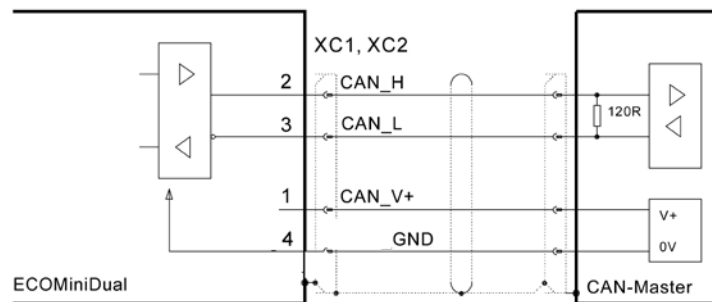 XC1, XC2
2 CAN_H
3 CAN_L
120R
1 CAN_V+
V+
4 GND
0V
ECOMiniDual
CAN-Master